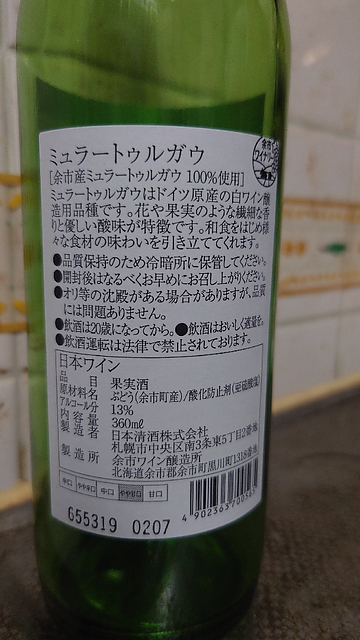 ミュラートゥルガウ
[余市産ミュラートゥルガウ 100%使用]
ミュラートゥルガウはドイツ原産の白ワイン醸
造用品種です。花や果実のような繊細な香
りと優しい酸味が特徴です。和食をはじめ様
々な食材の味わいを引き立ててくれます。
●品質保持のため冷暗所に保管してください。
●開封後はなるべくお早めにお召し上がりください。
●オリ等の沈殿がある場合がありますが、品質
には問題ありません。
●飲酒は20歳になってから。●飲酒はおいしく適量を。
●飲酒運転は法律で禁止されております。
日本ワイン
品目 果実酒
原材料名 ぶどう(余市町産)/酸化防止剤(亜硫酸塩)
アルコール分 13%
内容量 360mℓ
製造者 日本清酒株式会社
札幌市中央区南3条東5丁目2番地
製造所 余市ワイン醸造所
北海道余市郡余市町黒川町1318番地
辛口 やや辛口 中口 やや甘口 甘口
655319 0207